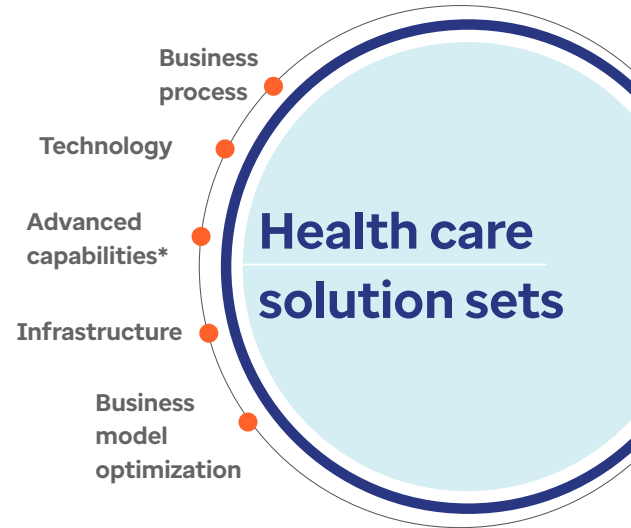 Business
process
Technology
Advanced
capabilities*
Infrastructure
Business
model
optimization
Health care
solution sets